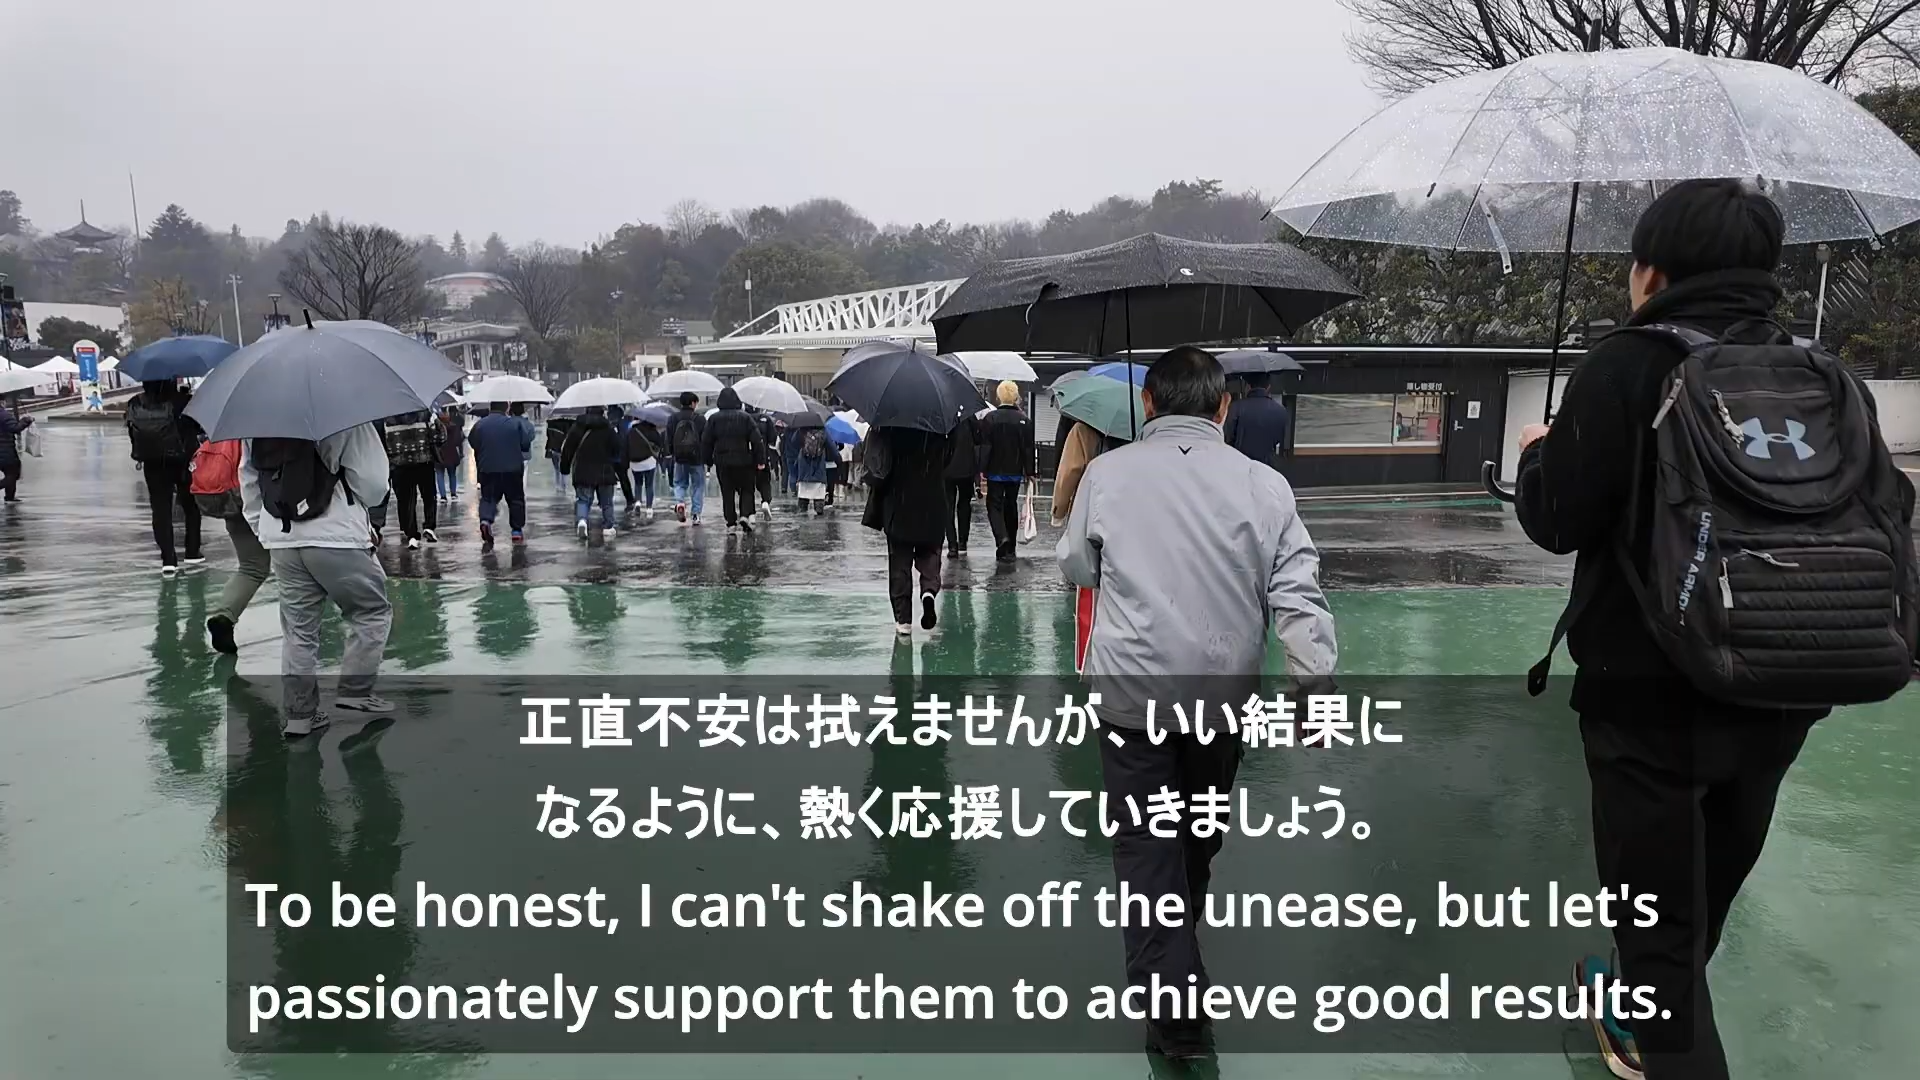 正直不安は拭えませんが、いい結果に
なるように、熱く応援していきましょう。
To be honest, I can't shake off the unease, but let's
passionately support them to achieve good results.
UNDER ARMOUR